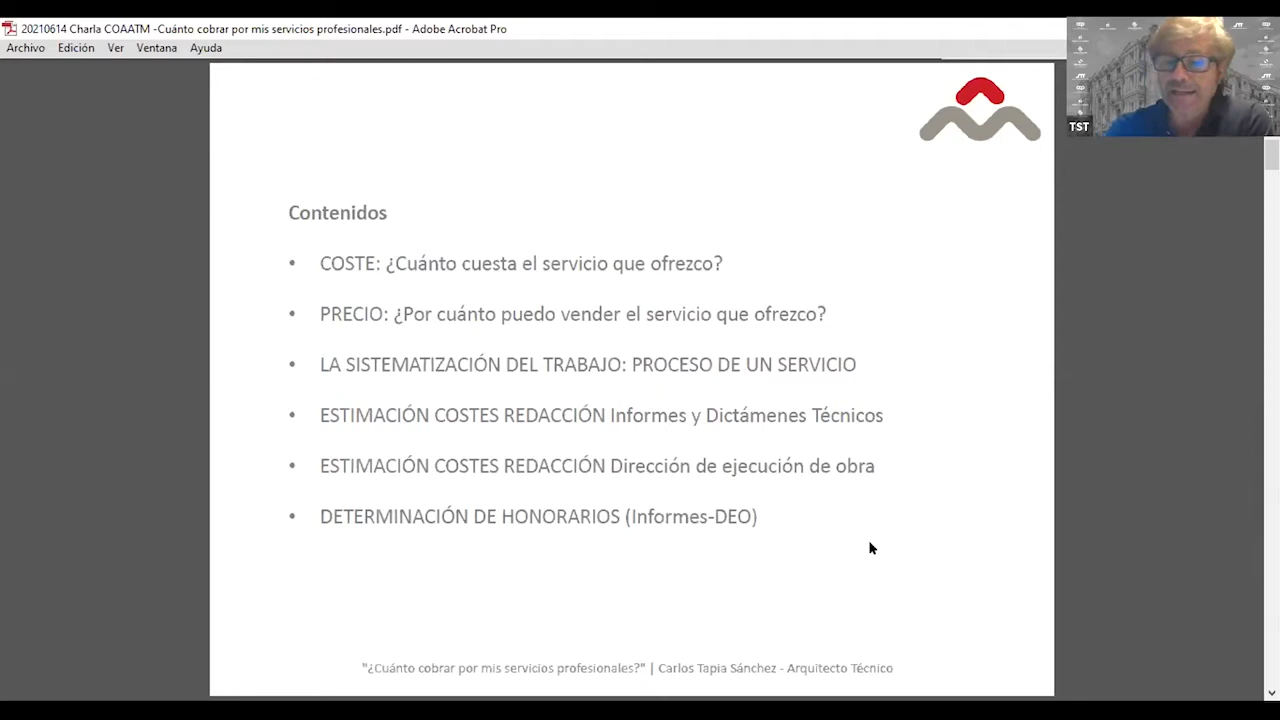 20210614 Charla COAATM -Cuánto cobrar por mis servicios profesionales.pdf - Adobe Acrobat Pro
Archivo Edición Ver Ventana Ayuda
TST
Contenidos
• COSTE: ¿Cuánto cuesta el servicio que ofrezco?
• PRECIO: ¿Por cuánto puedo vender el servicio que ofrezco?
• LA SISTEMATIZACIÓN DEL TRABAJO: PROCESO DE UN SERVICIO
• ESTIMACIÓN COSTES REDACCIÓN Informes y Dictámenes Técnicos
• ESTIMACIÓN COSTES REDACCIÓN Dirección de ejecución de obra
• DETERMINACIÓN DE HONORARIOS (Informes-DEO)
"¿Cuánto cobrar por mis servicios profesionales?" | Carlos Tapia Sánchez - Arquitecto Técnico